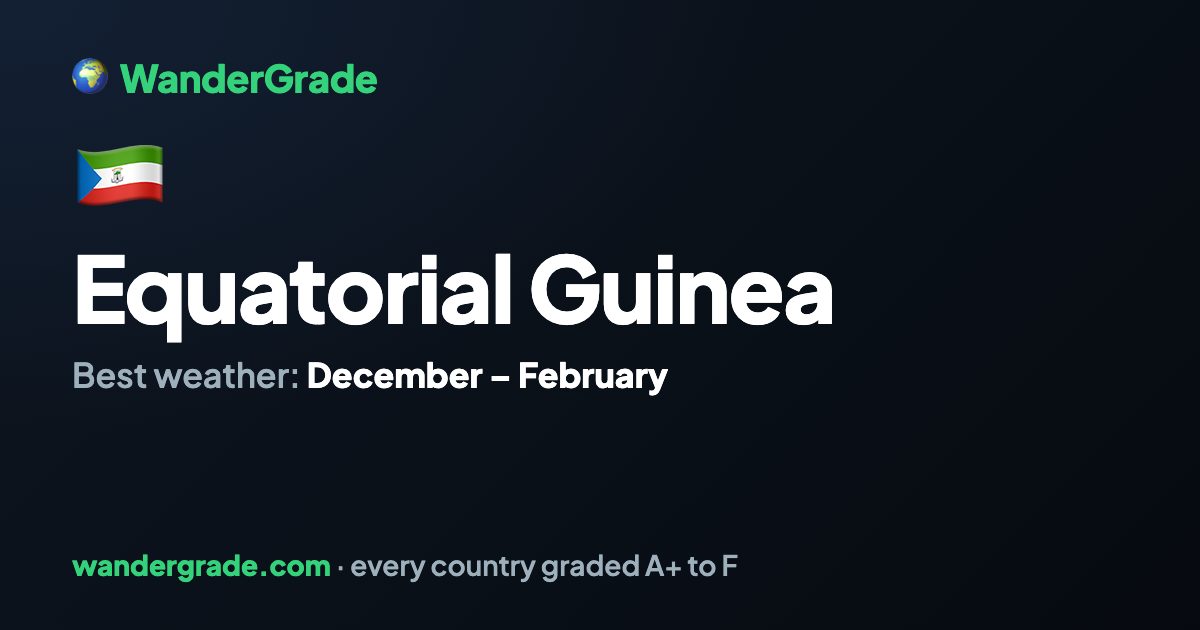 WanderGrade
Equatorial Guinea
Best weather: December – February
wandergrade.com · every country graded A+ to F